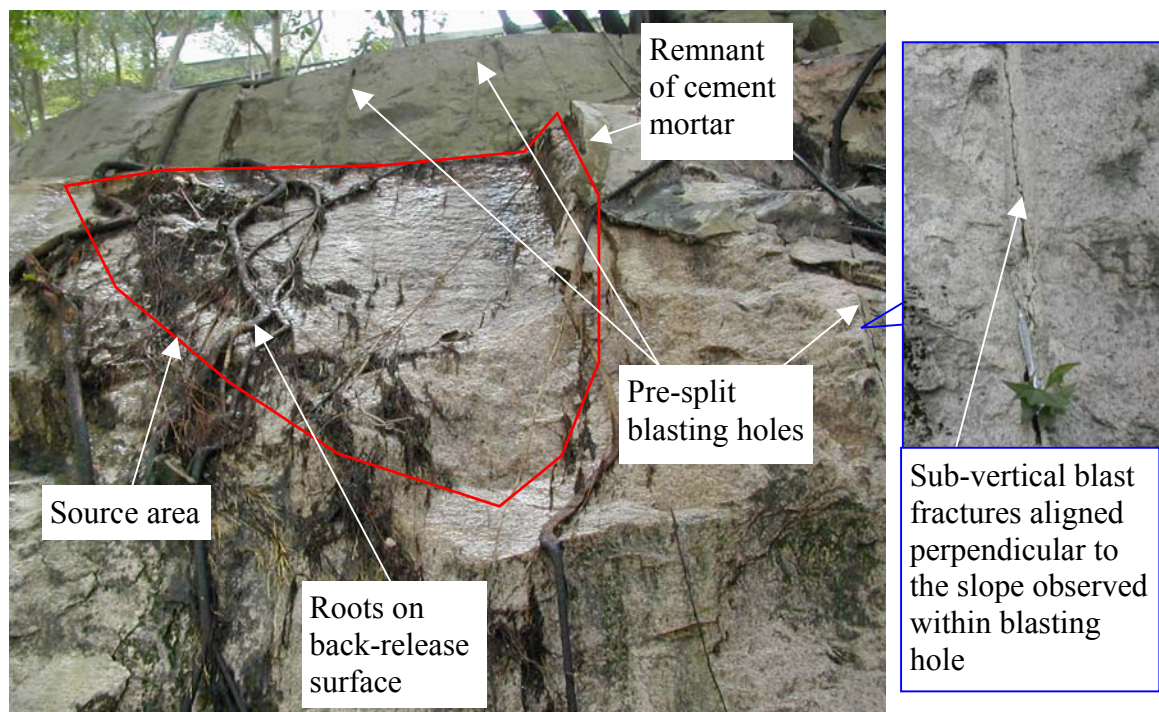 Remnant
of cement
mortar
Pre-split
blasting holes
Source area
Roots on
back-release
surface
Sub-vertical blast
fractures aligned
perpendicular to
the slope observed
within blasting
hole